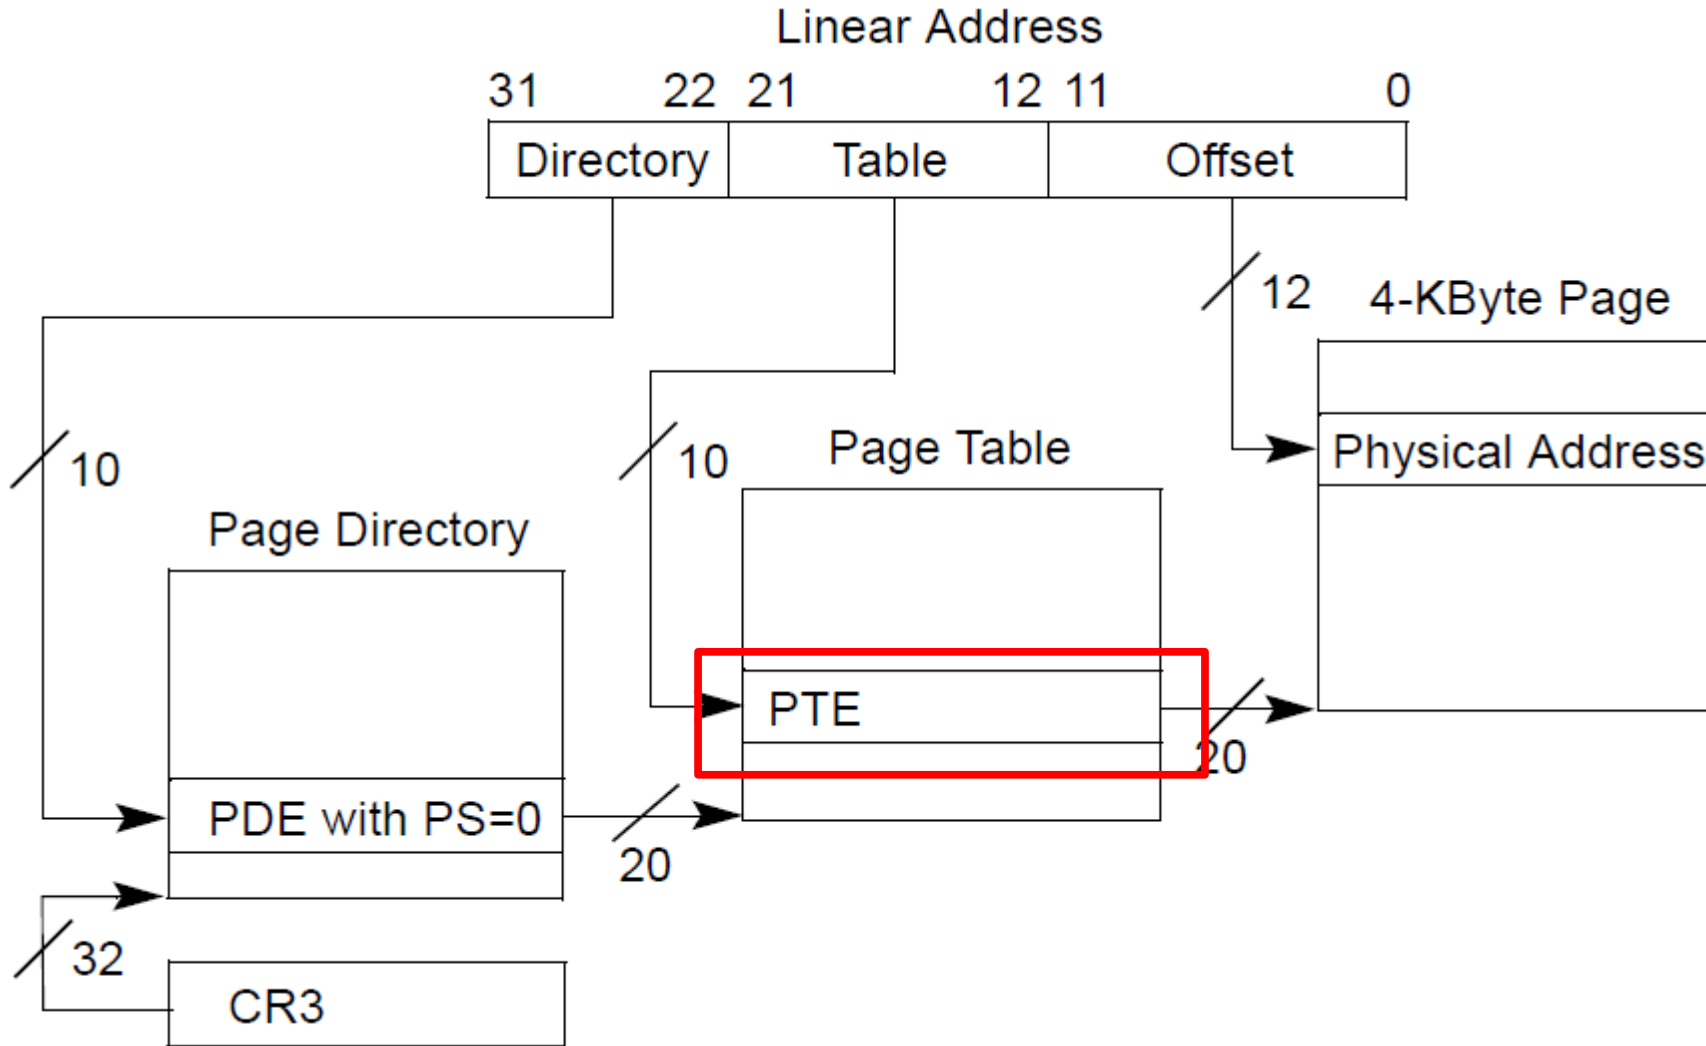 Linear Address
31 22 21 12 11 0
Directory Table Offset
12
4-KByte Page
10
10
Page Table
Physical Address
Page Directory
PTE
20
PDE with PS=0
20
32
CR3